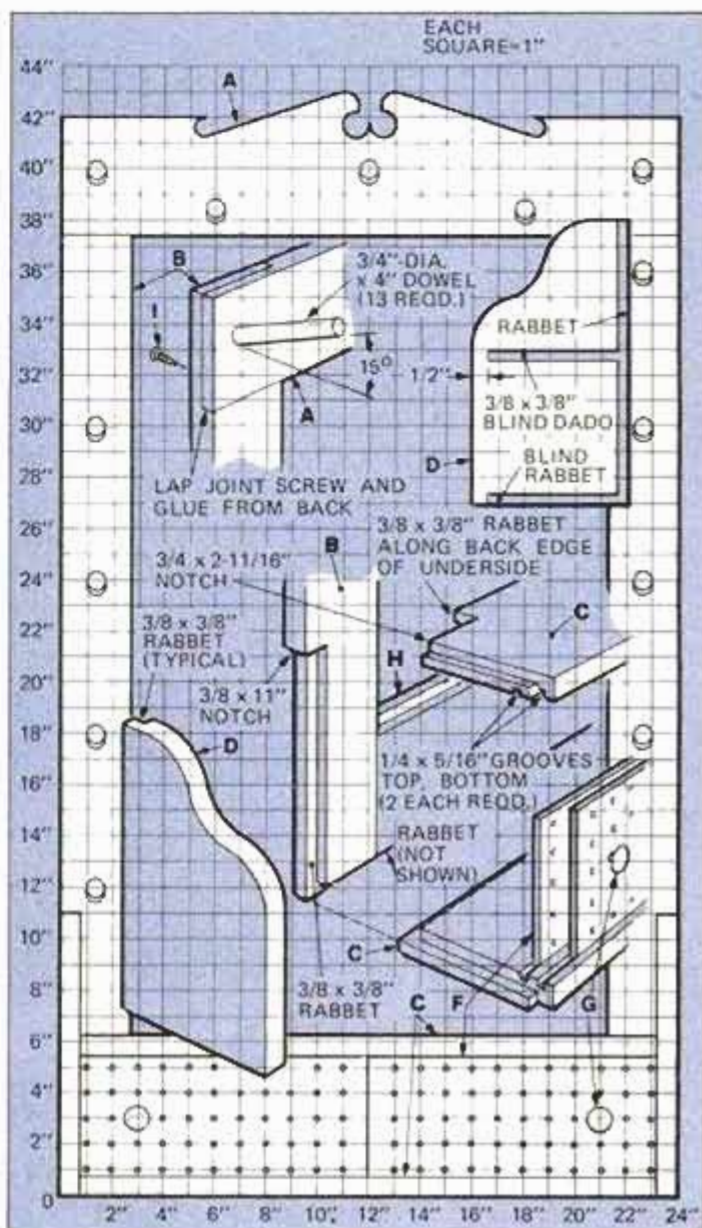 EACH
SQUARE=1"
44"
42"
40"
38"
36"
34"
32"
30"
28"
26"
24"
22"
20"
18"
16"
14"
12"
10"
8"
6"
4"
2"
0
A
B
3/4" DIA.
x 4" DOWEL
(13 REQD.)
I
15°
A
LAP JOINT SCREW AND
GLUE FROM BACK
RABBET
1/2"
3/8 x 3/8"
BLIND DADO
D
BLIND
RABBET
3/8 x 3/8" RABBET
ALONG BACK EDGE
OF UNDERSIDE
B
3/4 x 2-11/16"
NOTCH
C
3/8 x 3/8"
RABBET
(TYPICAL)
H
3/8 x 11"
NOTCH
D
1/4 x 5/16" GROOVES
TOP, BOTTOM
(2 EACH REQD.)
RABBET
(NOT
SHOWN)
C
3/8 x 3/8"
RABBET
C
F
G
2"
4"
6"
8"
10"
12"
14"
16"
18"
20"
22"
24"